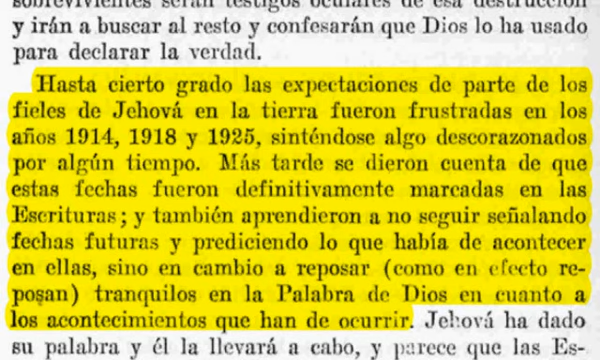 sobrevivientes serán testigos oculares de esa destrucción
y irán a buscar al resto y confesarán que Dios lo ha usado
para declarar la verdad.
Hasta cierto grado las expectaciones de parte de los
fieles de Jehová en la tierra fueron frustradas en los
años 1914, 1918 y 1925, sinténdose algo descorazonados
por algún tiempo. Más tarde se dieron cuenta de que
estas fechas fueron definitivamente marcadas en las
Escrituras; y también aprendieron a no seguir señalando
fechas futuras y prediciendo lo que había de acontecer
en ellas, sino en cambio a reposar (como en efecto re-
posan) tranquilos en la Palabra de Dios en cuanto a
los acontecimientos que han de ocurrir. Jehová ha dado
su palabra y él la llevará a cabo, y parece que las Es-